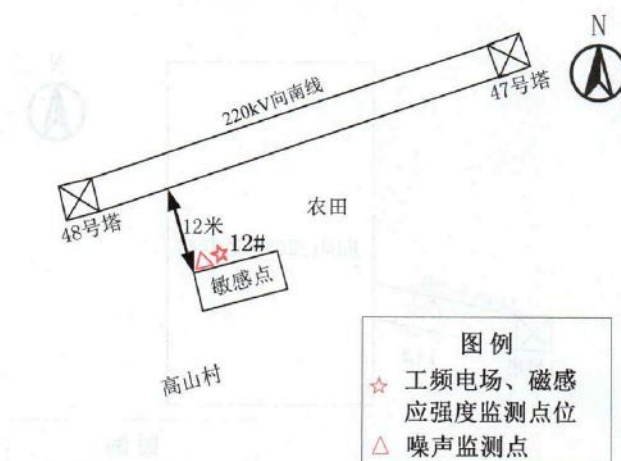 N
220kV向南线
47号塔
48号塔
农田
12米
12#
敏感点
高山村
图例
工频电场、磁感
应强度监测点位
噪声监测点